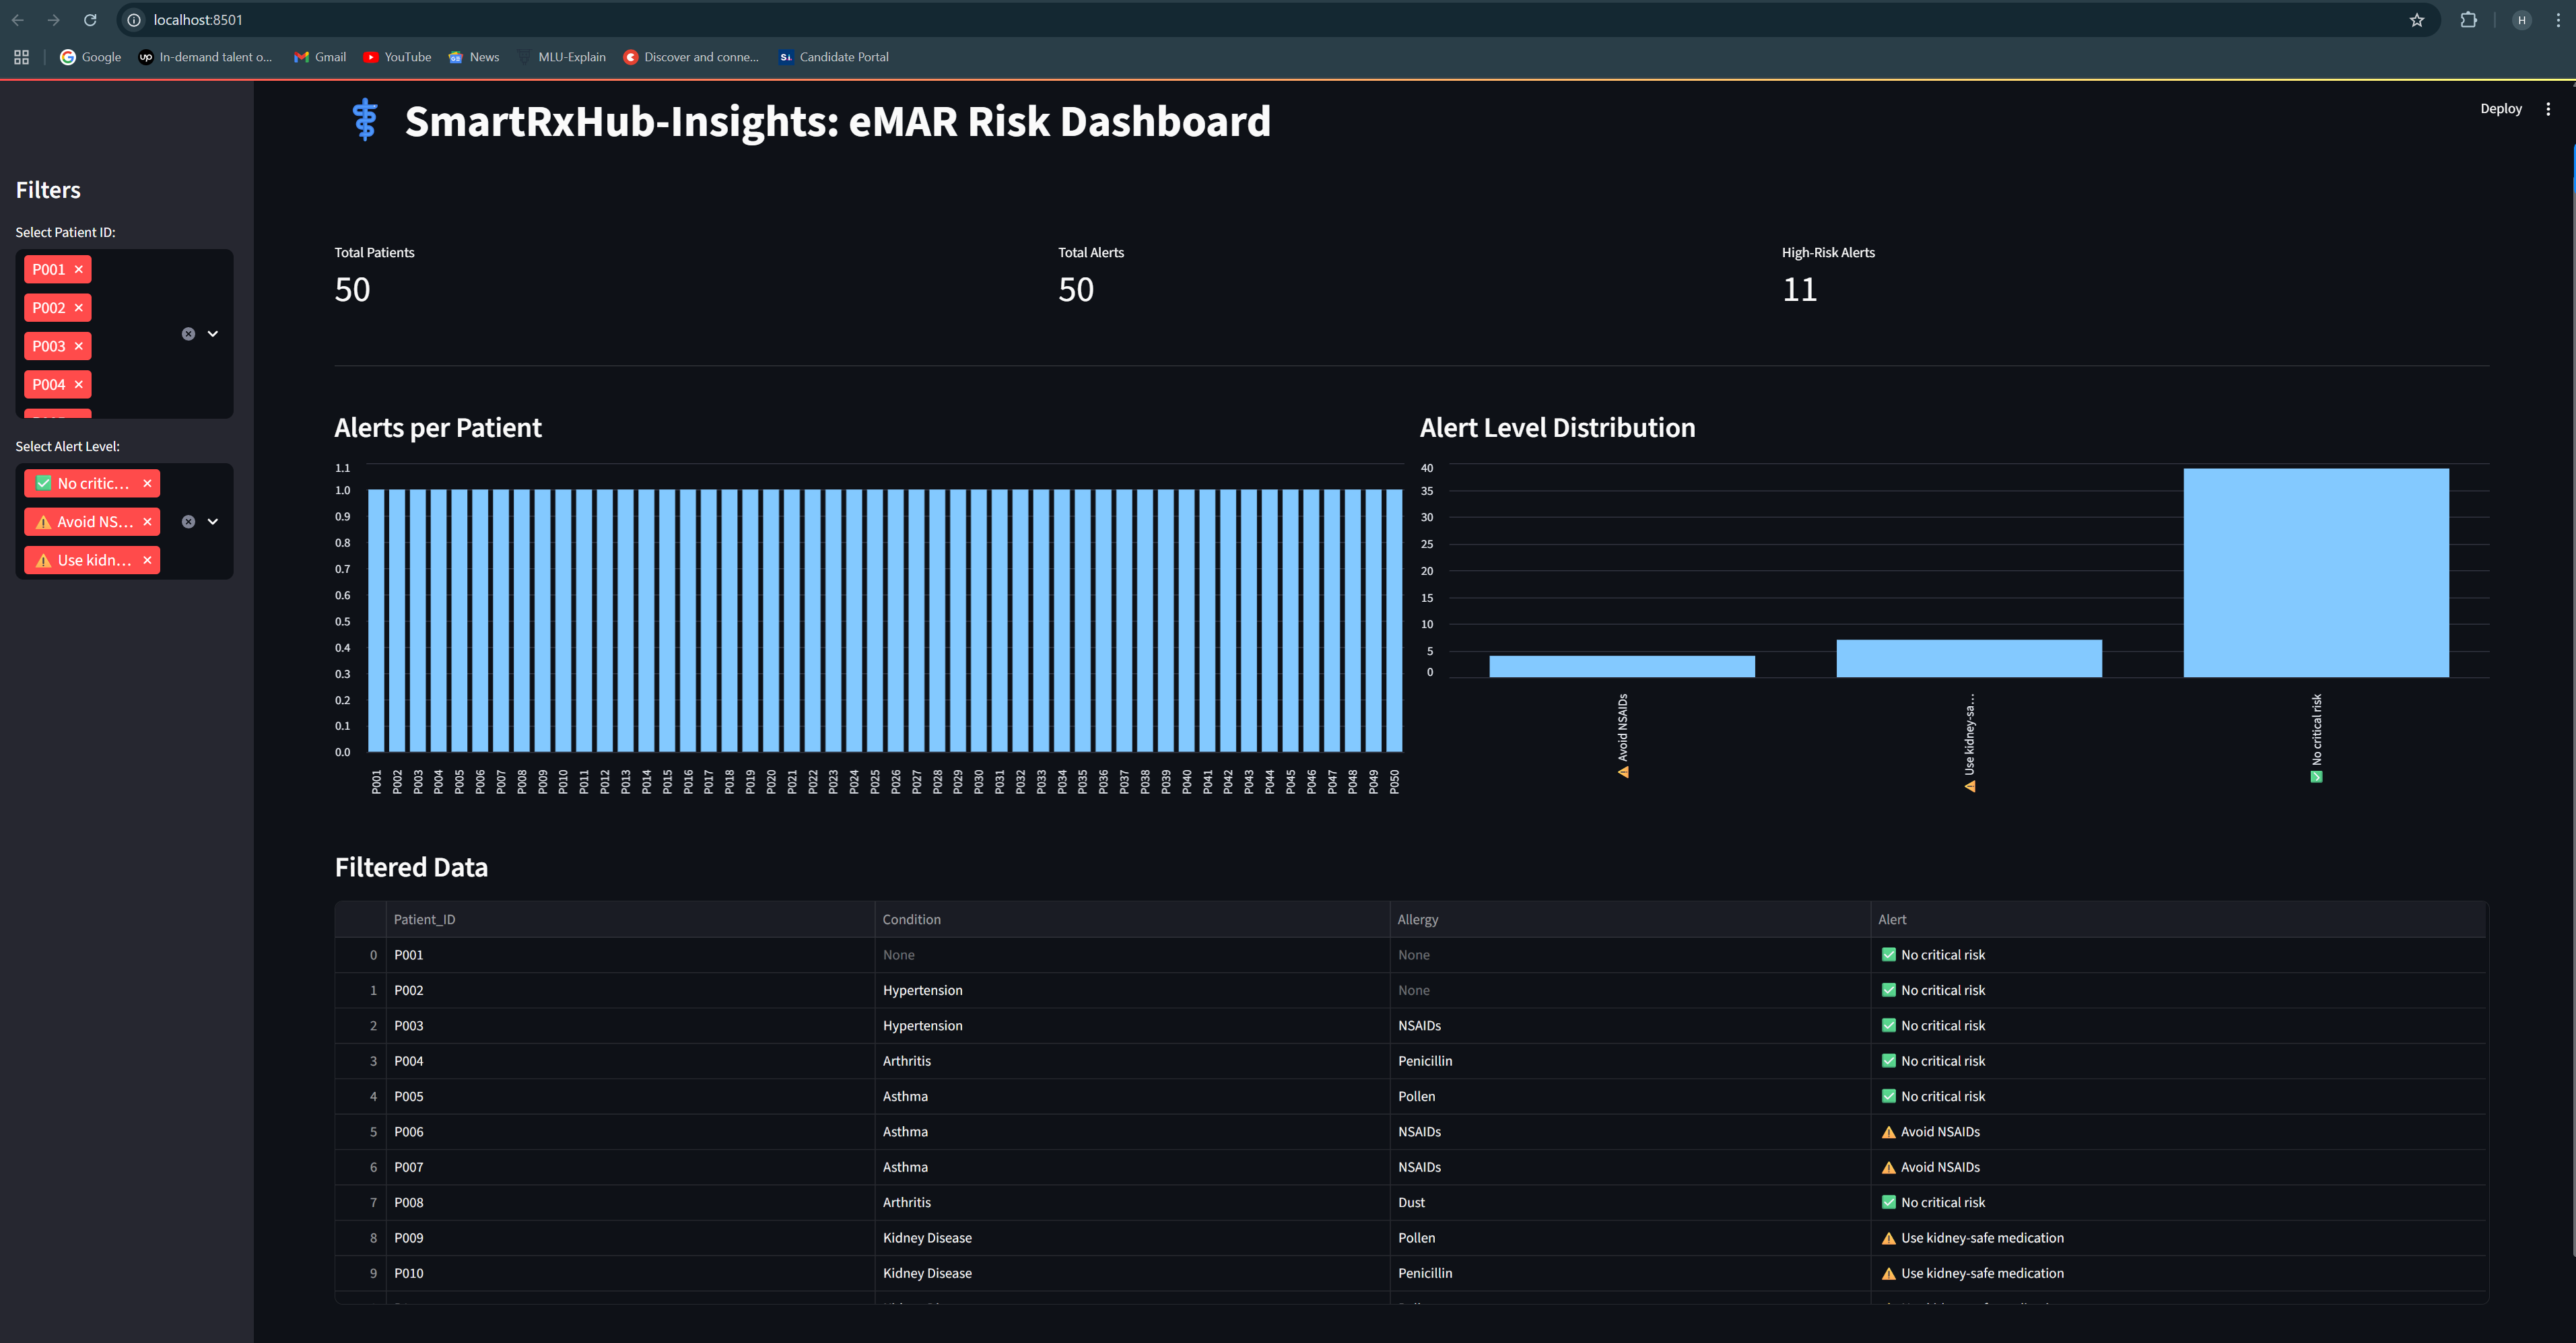 localhost:8501
H
Google
In-demand talent o...
Gmail
YouTube
News
MLU-Explain
Discover and conne...
Candidate Portal
Deploy
SmartRxHub-Insights: eMAR Risk Dashboard
Filters
Select Patient ID:
P001
P002
P003
P004
Select Alert Level:
No critic...
Avoid NS...
Use kidn...
Total Patients
50
Total Alerts
50
High-Risk Alerts
11
Alerts per Patient
1.1
1.0
0.9
0.8
0.7
0.6
0.5
0.4
0.3
0.2
0.1
0.0
P001 P002 P003 P004 P005 P006 P007 P008 P009 P010 P011 P012 P013 P014 P015 P016 P017 P018 P019 P020 P021 P022 P023 P024 P025 P026 P027 P028 P029 P030 P031 P032 P033 P034 P035 P036 P037 P038 P039 P040 P041 P042 P043 P044 P045 P046 P047 P048 P049 P050
Alert Level Distribution
40
35
30
25
20
15
10
5
0
Avoid NSAIDs
Use kidney-sa...
No critical risk
Filtered Data
Patient_ID Condition Allergy Alert
0 P001 None None No critical risk
1 P002 Hypertension None No critical risk
2 P003 Hypertension NSAIDs No critical risk
3 P004 Arthritis Penicillin No critical risk
4 P005 Asthma Pollen No critical risk
5 P006 Asthma NSAIDs Avoid NSAIDs
6 P007 Asthma NSAIDs Avoid NSAIDs
7 P008 Arthritis Dust No critical risk
8 P009 Kidney Disease Pollen Use kidney-safe medication
9 P010 Kidney Disease Penicillin Use kidney-safe medication